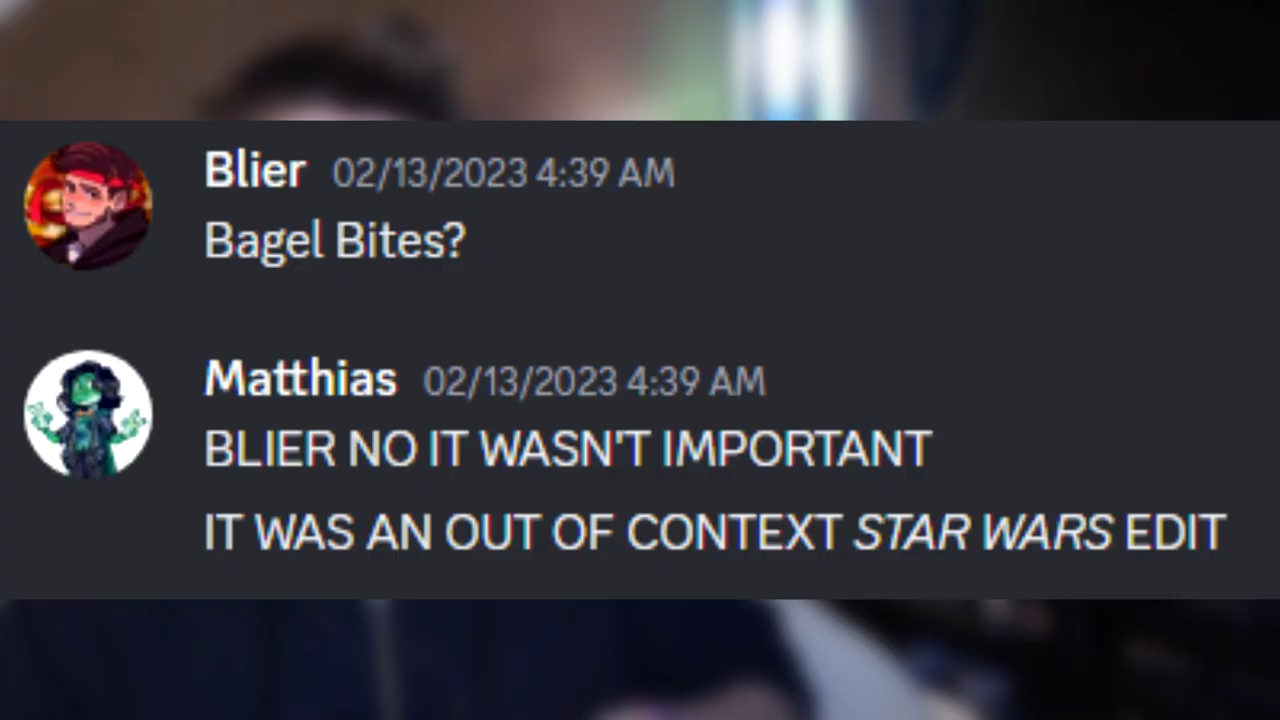 Blier 02/13/2023 4:39 AM
Bagel Bites?
Matthias 02/13/2023 4:39 AM
BLIER NO IT WASN'T IMPORTANT
IT WAS AN OUT OF CONTEXT STAR WARS EDIT